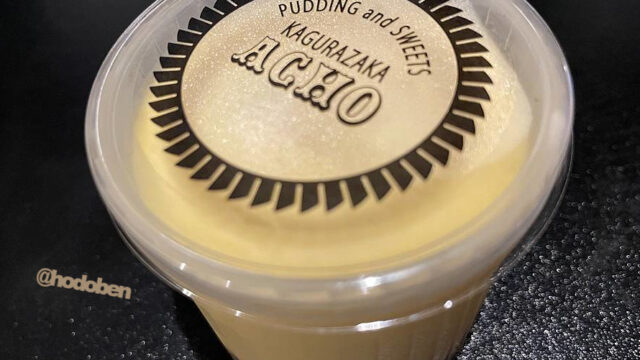 PUDDING and SWEETS
KAGURAZAKA
ACHO
@hodoben